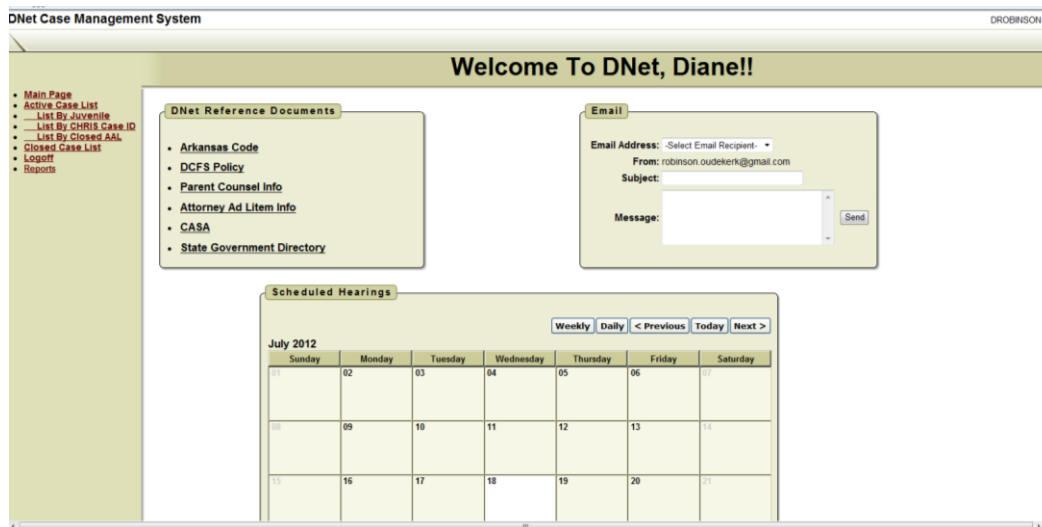 DNet Case Management System
DROBINSON
Welcome To DNet, Diane!!
Main Page
Active Case List
List By Juvenile
List By CHRIS Case ID
List By Closed AAL
Closed Case List
Logoff
Reports
DNet Reference Documents
Arkansas Code
DCFS Policy
Parent Counsel Info
Attorney Ad Litem Info
CASA
State Government Directory
Email
Email Address: -Select Email Recipient-
From: robinson.oudekerk@gmail.com
Subject:
Message:
Send
Scheduled Hearings
Weekly Daily < Previous Today Next >
July 2012
Sunday Monday Tuesday Wednesday Thursday Friday Saturday
01 02 03 04 05 06 07
08 09 10 11 12 13 14
15 16 17 18 19 20 21